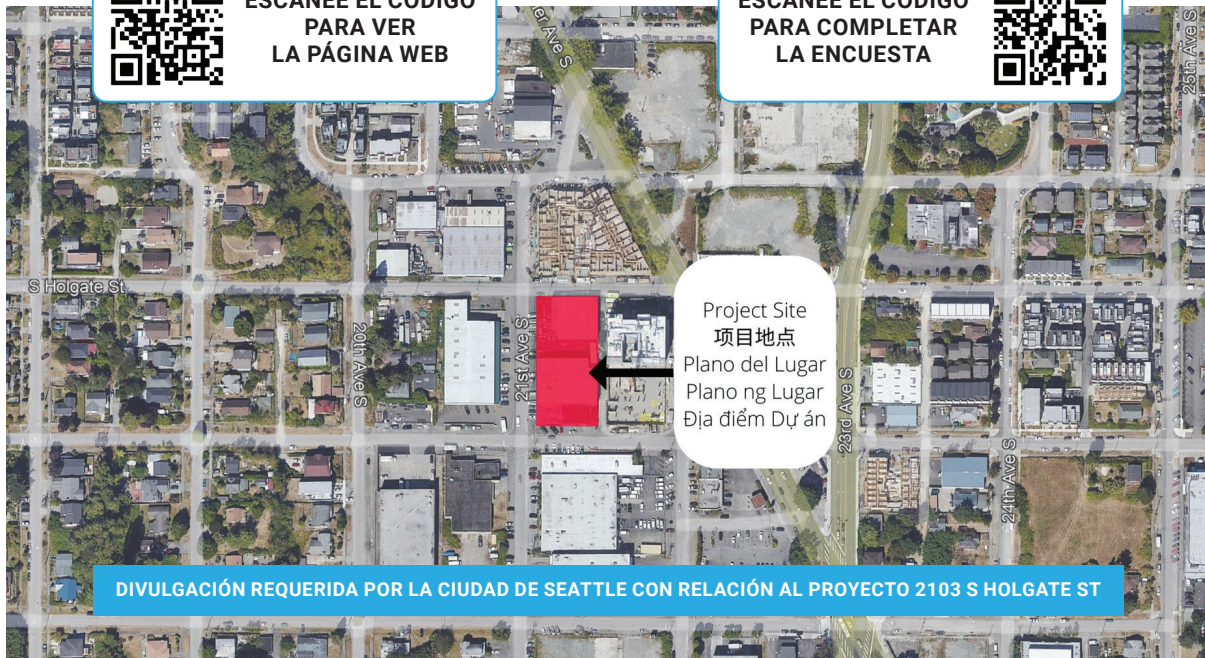 ESCANEE EL CÓDIGO
PARA VER
LA PÁGINA WEB
ESCANEE EL CÓDIGO
PARA COMPLETAR
LA ENCUESTA
25th Ave S
S Holgate St
20th Ave S
21st Ave S
Project Site
项目地点
Plano del Lugar
Plano ng Lugar
Địa điểm Dự án
23rd Ave S
24th Ave S
DIVULGACIÓN REQUERIDA POR LA CIUDAD DE SEATTLE CON RELACIÓN AL PROYECTO 2103 S HOLGATE ST